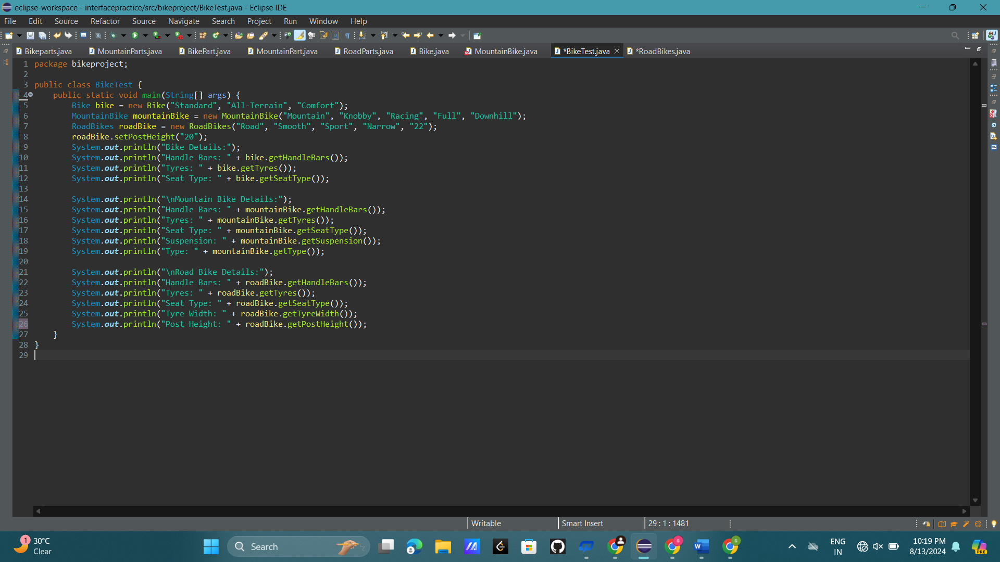 eclipse-workspace - interfacepractice/src/bikeproject/BikeTest.java - Eclipse IDE
File Edit Source Refactor Source Navigate Search Project Run Window Help
Bikeparts.java MountainParts.java BikePart.java MountainPart.java RoadParts.java Bike.java MountainBike.java *BikeTest.java *RoadBikes.java
1 package bikeproject;
2
3 public class BikeTest {
4 public static void main(String[] args) {
5 Bike bike = new Bike("Standard", "All-Terrain", "Comfort");
6 MountainBike mountainBike = new MountainBike("Mountain", "Knobby", "Racing", "Full", "Downhill");
7 RoadBikes roadBike = new RoadBikes("Road", "Smooth", "Sport", "Narrow", "22");
8 roadBike.setPostHeight("20");
9 System.out.println("Bike Details:");
10 System.out.println("Handle Bars: " + bike.getHandleBars());
11 System.out.println("Tyres: " + bike.getTyres());
12 System.out.println("Seat Type: " + bike.getSeatType());
13
14 System.out.println("\nMountain Bike Details:");
15 System.out.println("Handle Bars: " + mountainBike.getHandleBars());
16 System.out.println("Tyres: " + mountainBike.getTyres());
17 System.out.println("Seat Type: " + mountainBike.getSeatType());
18 System.out.println("Suspension: " + mountainBike.getSuspension());
19 System.out.println("Type: " + mountainBike.getType());
20
21 System.out.println("\nRoad Bike Details:");
22 System.out.println("Handle Bars: " + roadBike.getHandleBars());
23 System.out.println("Tyres: " + roadBike.getTyres());
24 System.out.println("Seat Type: " + roadBike.getSeatType());
25 System.out.println("Tyre Width: " + roadBike.getTyreWidth());
26 System.out.println("Post Height: " + roadBike.getPostHeight());
27 }
28 }
29
Writable Smart Insert 29 : 1 : 1481
1 30°C
Clear
Search
ENG
IN
10:19 PM
8/13/2024
PRE